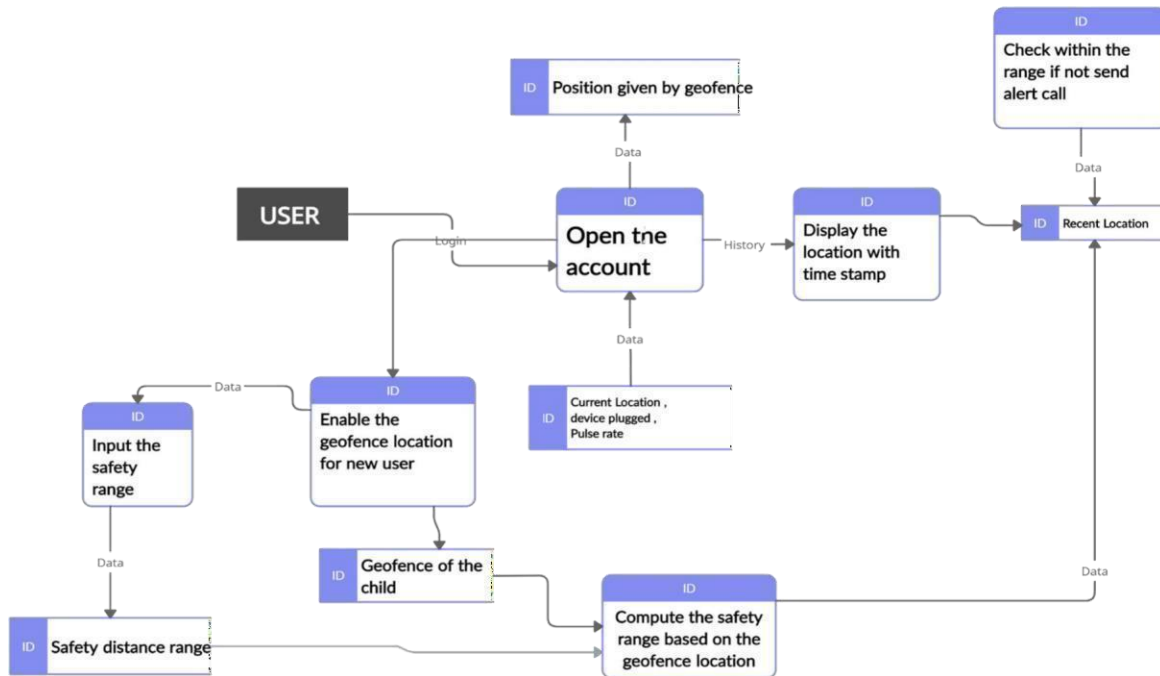 ID
Check within the
range if not send
alert call
ID
Position given by geofence
Data
Data
USER
Login
ID
Open the
account
History
ID
Display the
location with
time stamp
ID
Recent Location
Data
ID
Current Location ,
device plugged ,
Pulse rate
Data
ID
Enable the
geofence location
for new user
ID
Input the
safety
range
Data
ID
Geofence of the
child
ID
Safety distance range
ID
Compute the safety
range based on the
geofence location
Data